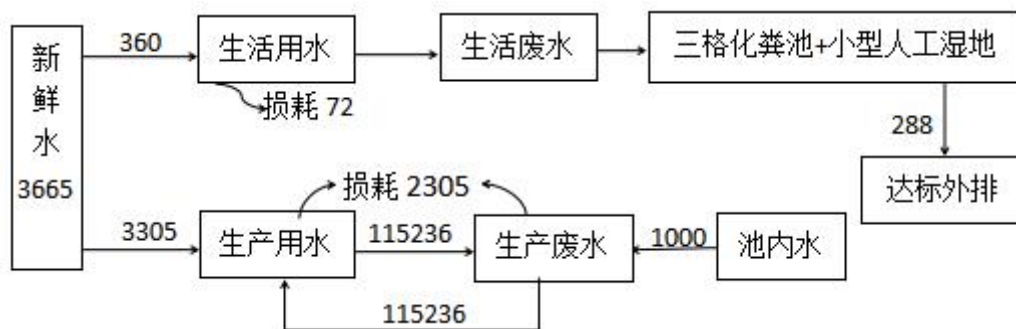 新鲜水
3665
360
生活用水
生活废水
三格化粪池+小型人工湿地
损耗 72
288
达标外排
损耗 2305
3305
生产用水
115236
生产废水
1000
池内水
115236